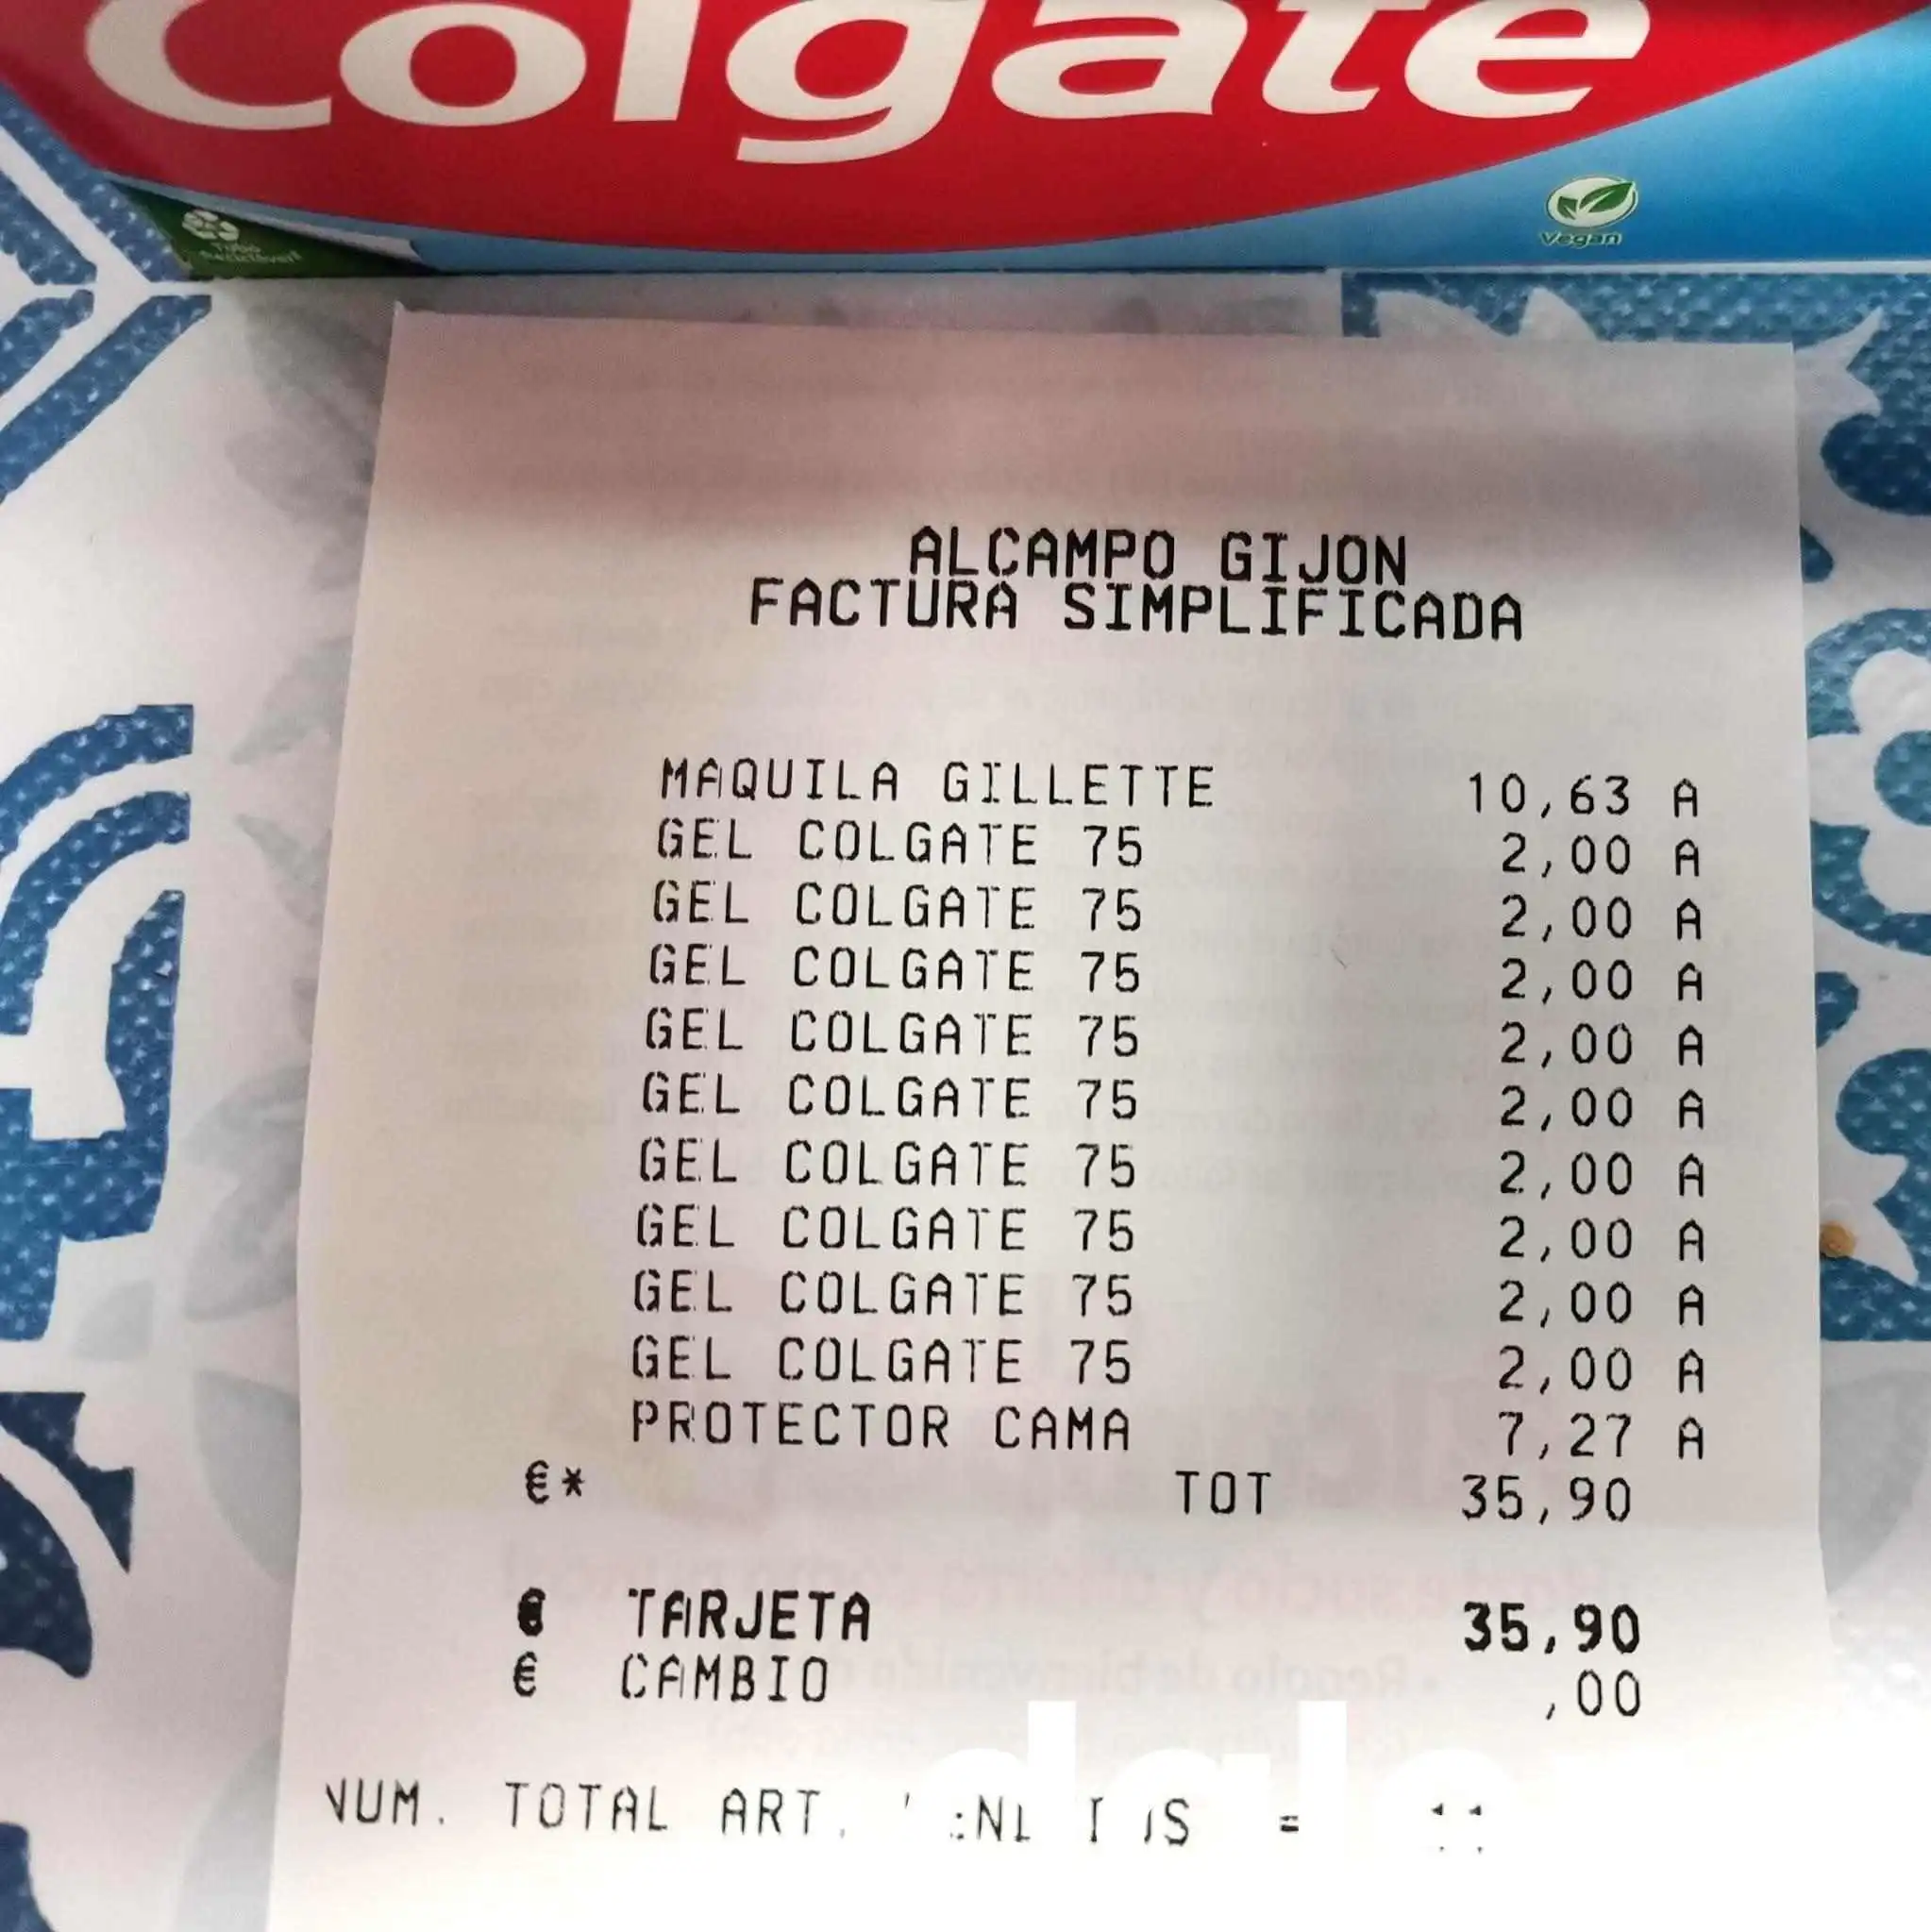 Colgate
Vegan
ALCAMPO GIJON
FACTURA SIMPLIFICADA
MAQUILA GILLETTE 10,63 A
GEL COLGATE 75 2,00 A
GEL COLGATE 75 2,00 A
GEL COLGATE 75 2,00 A
GEL COLGATE 75 2,00 A
GEL COLGATE 75 2,00 A
GEL COLGATE 75 2,00 A
GEL COLGATE 75 2,00 A
GEL COLGATE 75 2,00 A
GEL COLGATE 75 2,00 A
PROTECTOR CAMA 7,27 A
€* TOT 35,90
€ TARJETA 35,90
€ CAMBIO ,00
NUM. TOTAL ART. =